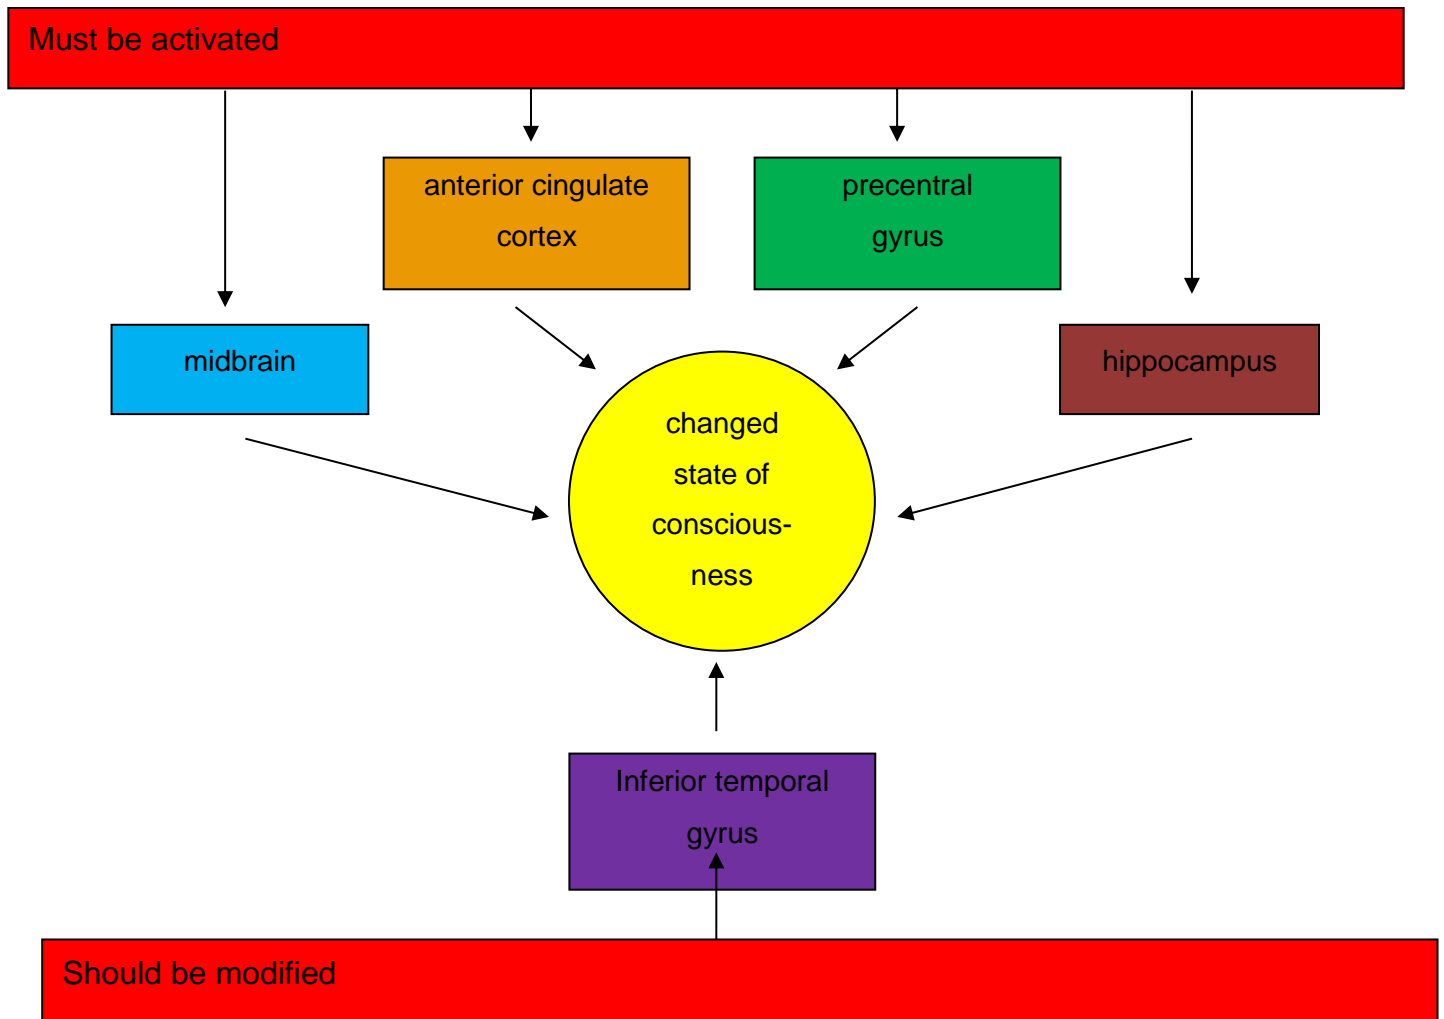 Must be activated
anterior cingulate
cortex
precentral
gyrus
midbrain
hippocampus
changed
state of
conscious-
ness
Inferior temporal
gyrus
Should be modified